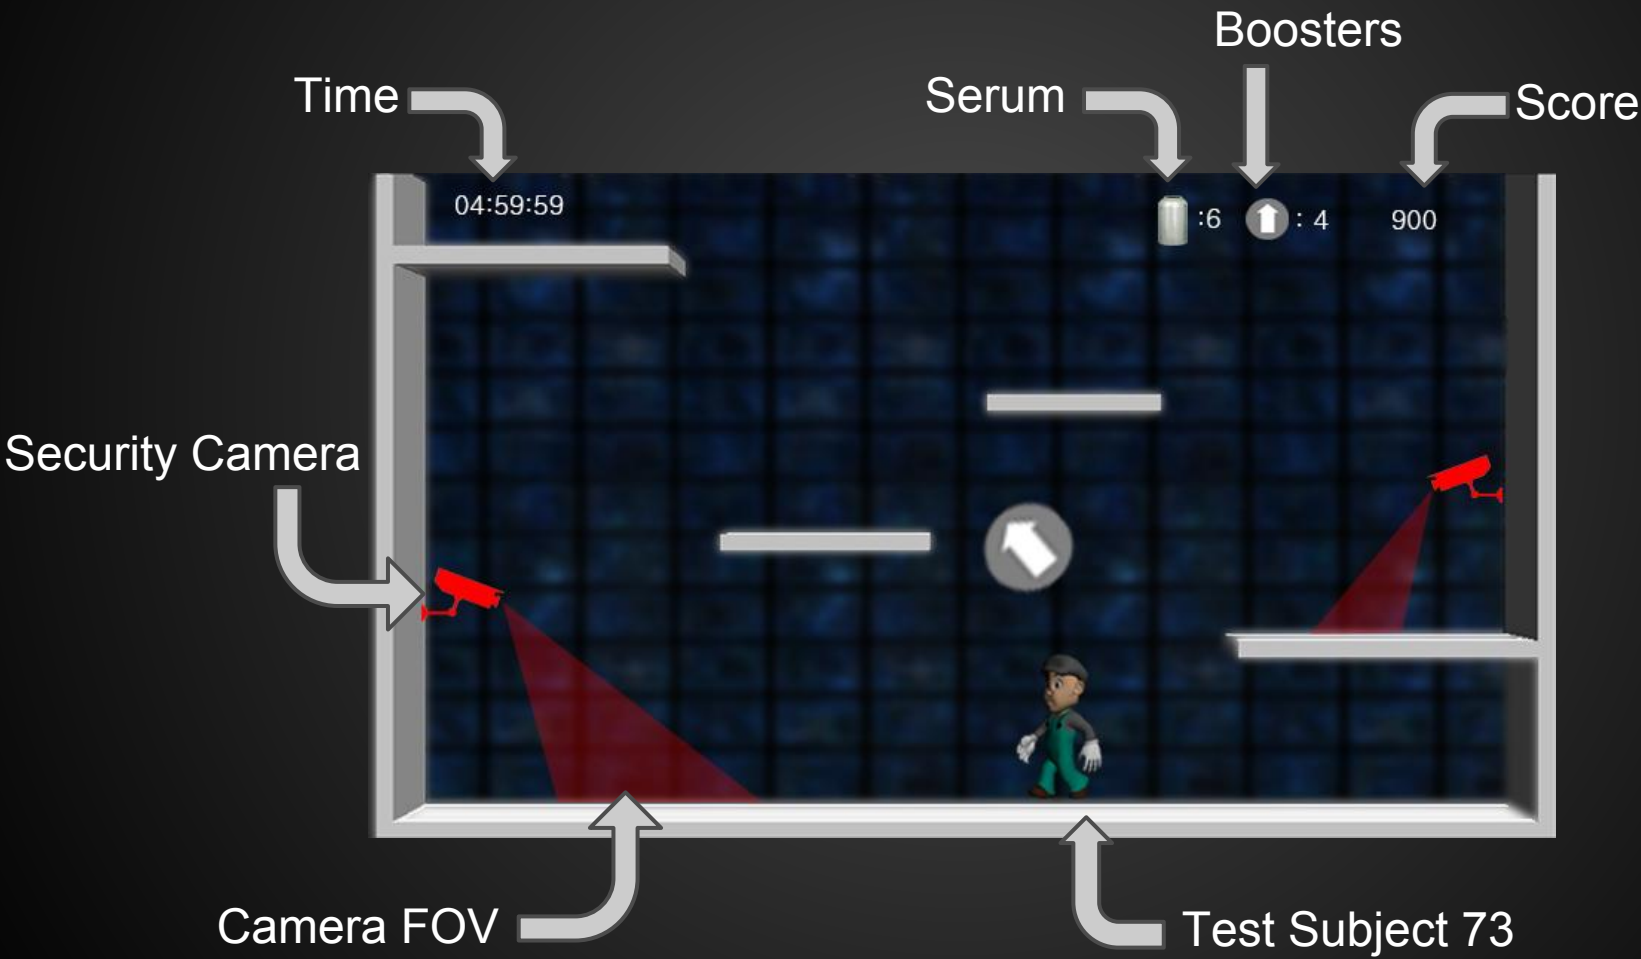 Boosters
Time
Serum
Score
04:59:59
:6
: 4
900
Security Camera
Camera FOV
Test Subject 73